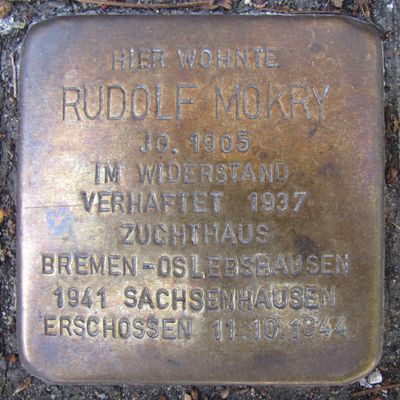 HIER WOHNTE
RUDOLF MOKRY
JG. 1905
IM WIDERSTAND
VERHAFTET 1937
ZUCHTHAUS
BREMEN-OSLEBSHAUSEN
1941 SACHSENHAUSEN
ERSCHOSSEN 11.10.1944